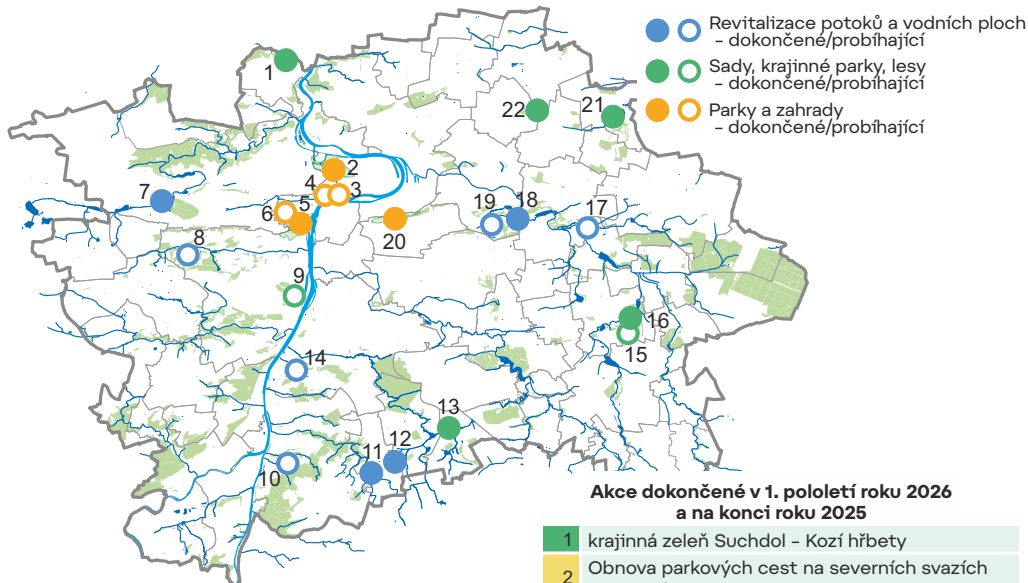 Revitalizace potoků a vodních ploch
– dokončené/probíhající
Sady, krajinné parky, lesy
– dokončené/probíhající
Parky a zahrady
– dokončené/probíhající
1
22
21
2
4
3
7
5
6
20
19
18
17
8
9
16
15
14
13
12
11
10
Akce dokončené v 1. pololetí roku 2026
a na konci roku 2025
1 krajinná zeleň Suchdol – Kozí hřbety
2 Obnova parkových cest na severních svazích